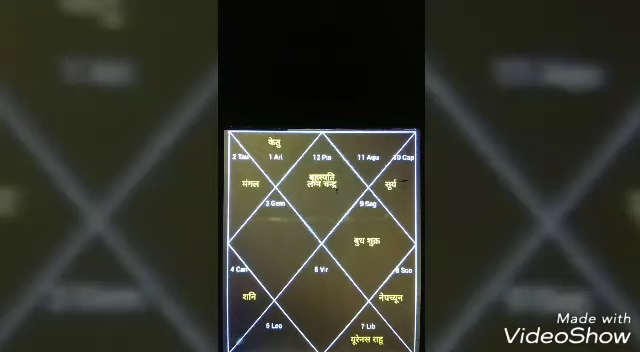 केतु
2 Tau 1 Ari 12 Pis 11 Aqu 10 Cap
बृहस्पति
मंगल लग्न चन्द्र सूर्य
3 Gem 9 Sag
बुध शुक्र
4 Can 6 Vir 8 Sco
शनि नेपच्यून
5 Leo 7 Lib
यूरेनस राहू
Made with
VideoShow